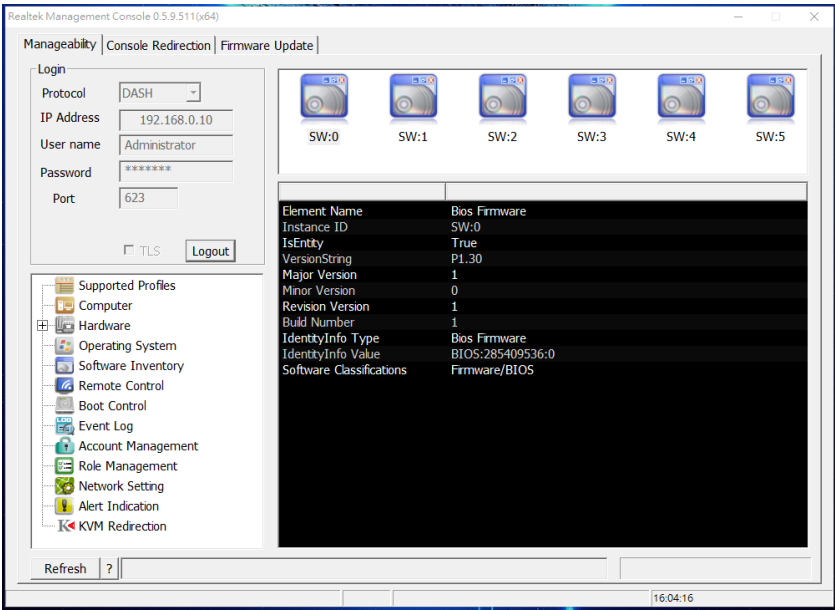 Realtek Management Console 0.5.9.511(x64)
Manageability Console Redirection Firmware Update
Login
Protocol DASH
IP Address 192.168.0.10
User name Administrator
Password *******
Port 623
TLS Logout
Supported Profiles
Computer
Hardware
Operating System
Software Inventory
Remote Control
Boot Control
Event Log
Account Management
Role Management
Network Setting
Alert Indication
KVM Redirection
SW:0 SW:1 SW:2 SW:3 SW:4 SW:5
Element Name Bios Firmware
Instance ID SW:0
IsEntity True
VersionString P1.30
Major Version 1
Minor Version 0
Revision Version 1
Build Number 1
IdentityInfo Type Bios Firmware
IdentityInfo Value BIOS:285409536:0
Software Classifications Firmware/BIOS
Refresh ?
16:04:16